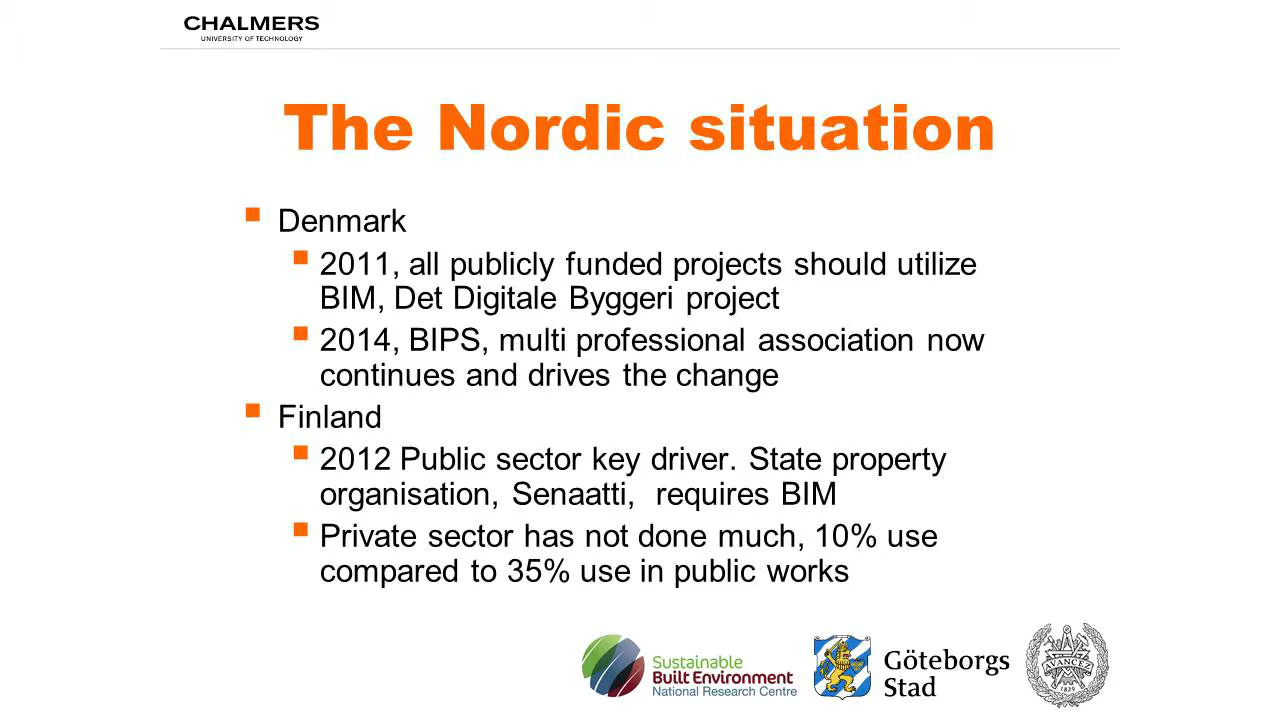 CHALMERS
UNIVERSITY OF TECHNOLOGY
The Nordic situation
Denmark
2011, all publicly funded projects should utilize
BIM, Det Digitale Byggeri project
2014, BIPS, multi professional association now
continues and drives the change
Finland
2012 Public sector key driver. State property
organisation, Senaatti,  requires BIM
Private sector has not done much, 10% use
compared to 35% use in public works
Sustainable
Built Environment
National Research Centre
Göteborgs
Stad
AVANCEZ
1829